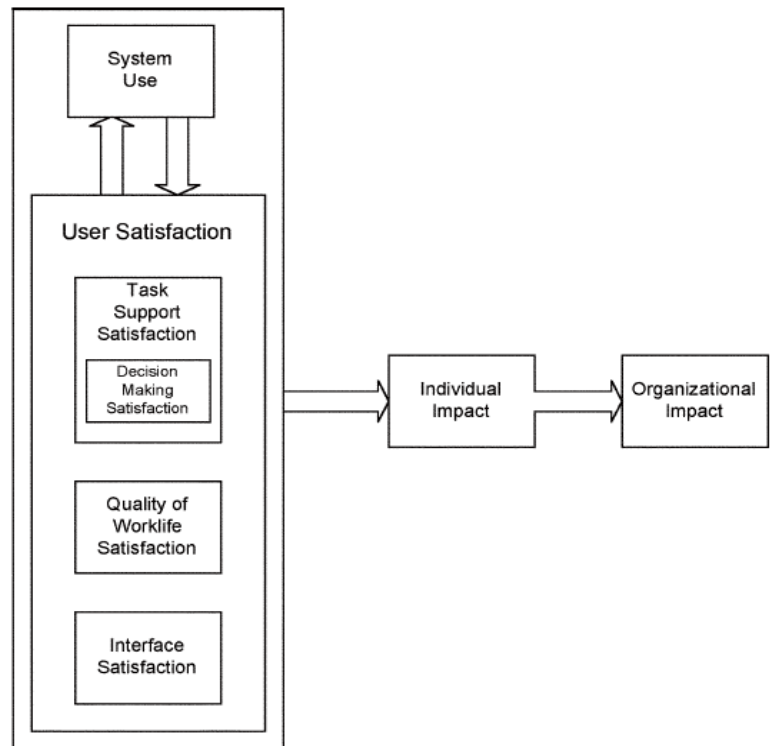 System
Use
User Satisfaction
Task
Support
Satisfaction
Decision
Making
Satisfaction
Quality of
Worklife
Satisfaction
Interface
Satisfaction
Individual
Impact
Organizational
Impact